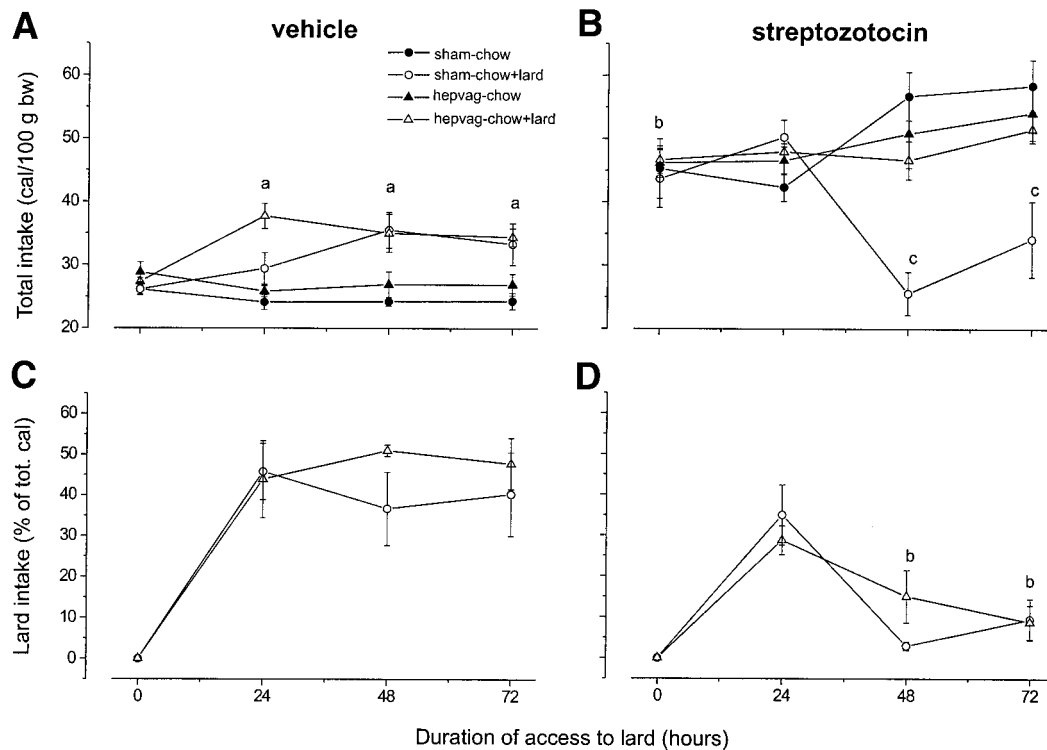 A
vehicle
B
streptozotocin
sham-chow
sham-chow+lard
hepvag-chow
hepvag-chow+lard
Total intake (cal/100 g bw)
60
50
40
30
20
a
a
a
b
c
c
C
D
Lard intake (% of tot. cal)
60
50
40
30
20
10
0
b
b
0
24
48
72
0
24
48
72
Duration of access to lard (hours)